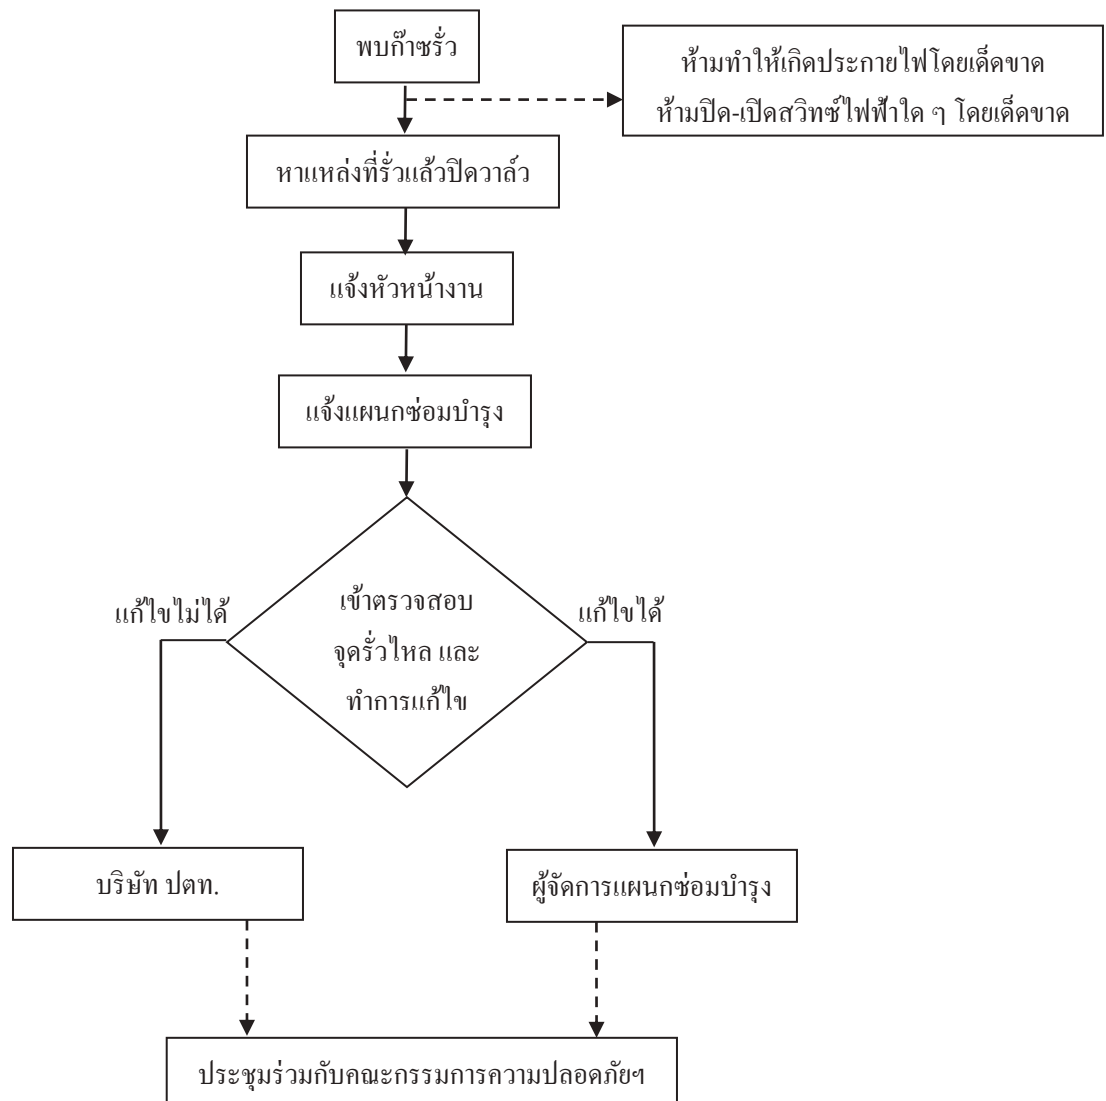 พบก๊าซรั่ว
ห้ามทำให้เกิดประกายไฟโดยเด็ดขาด
ห้ามปิด-เปิดสวิทซ์ไฟฟ้าใด ๆ โดยเด็ดขาด
หาแหล่งที่รั่วแล้วปิดวาล์ว
แจ้งหัวหน้างาน
แจ้งแผนกซ่อมบำรุง
แก้ไขไม่ได้
เข้าตรวจสอบ
จุดรั่วไหล และ
ทำการแก้ไข
แก้ไขได้
บริษัท ปตท.
ผู้จัดการแผนกซ่อมบำรุง
ประชุมร่วมกับคณะกรรมการความปลอดภัยฯ